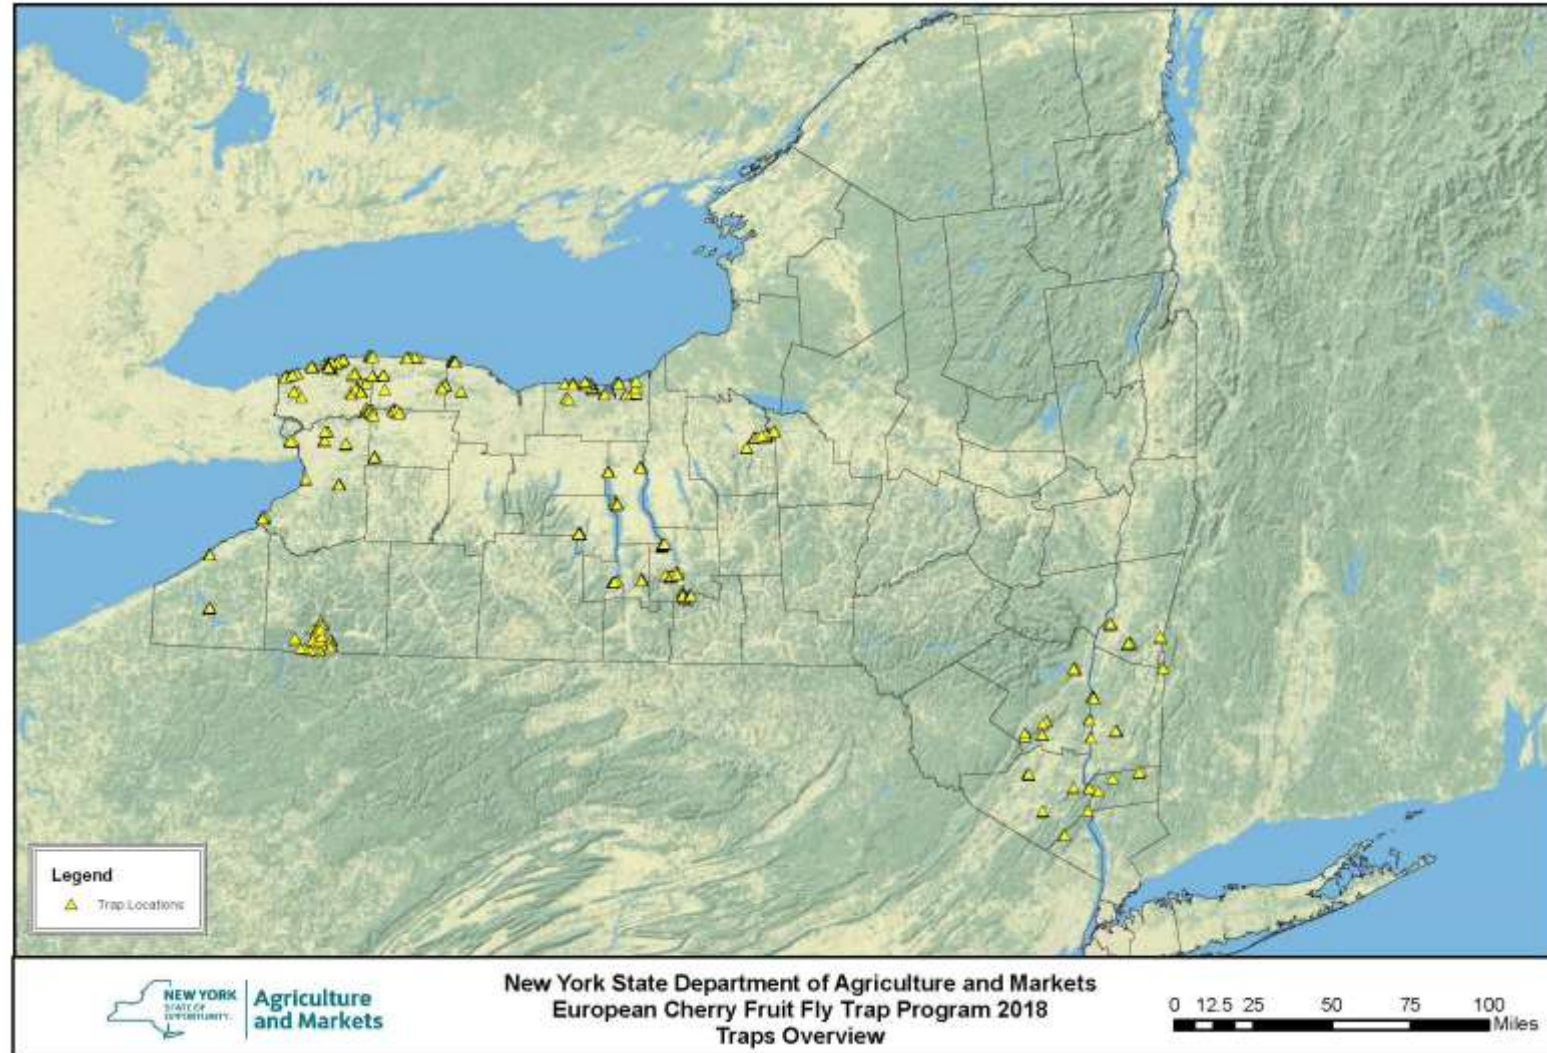 Legend
Trap Locations
NEW YORK
STATE OF
OPPORTUNITY.
Agriculture
and Markets
New York State Department of Agriculture and Markets
European Cherry Fruit Fly Trap Program 2018
Traps Overview
0 12.5 25 50 75 100
Miles